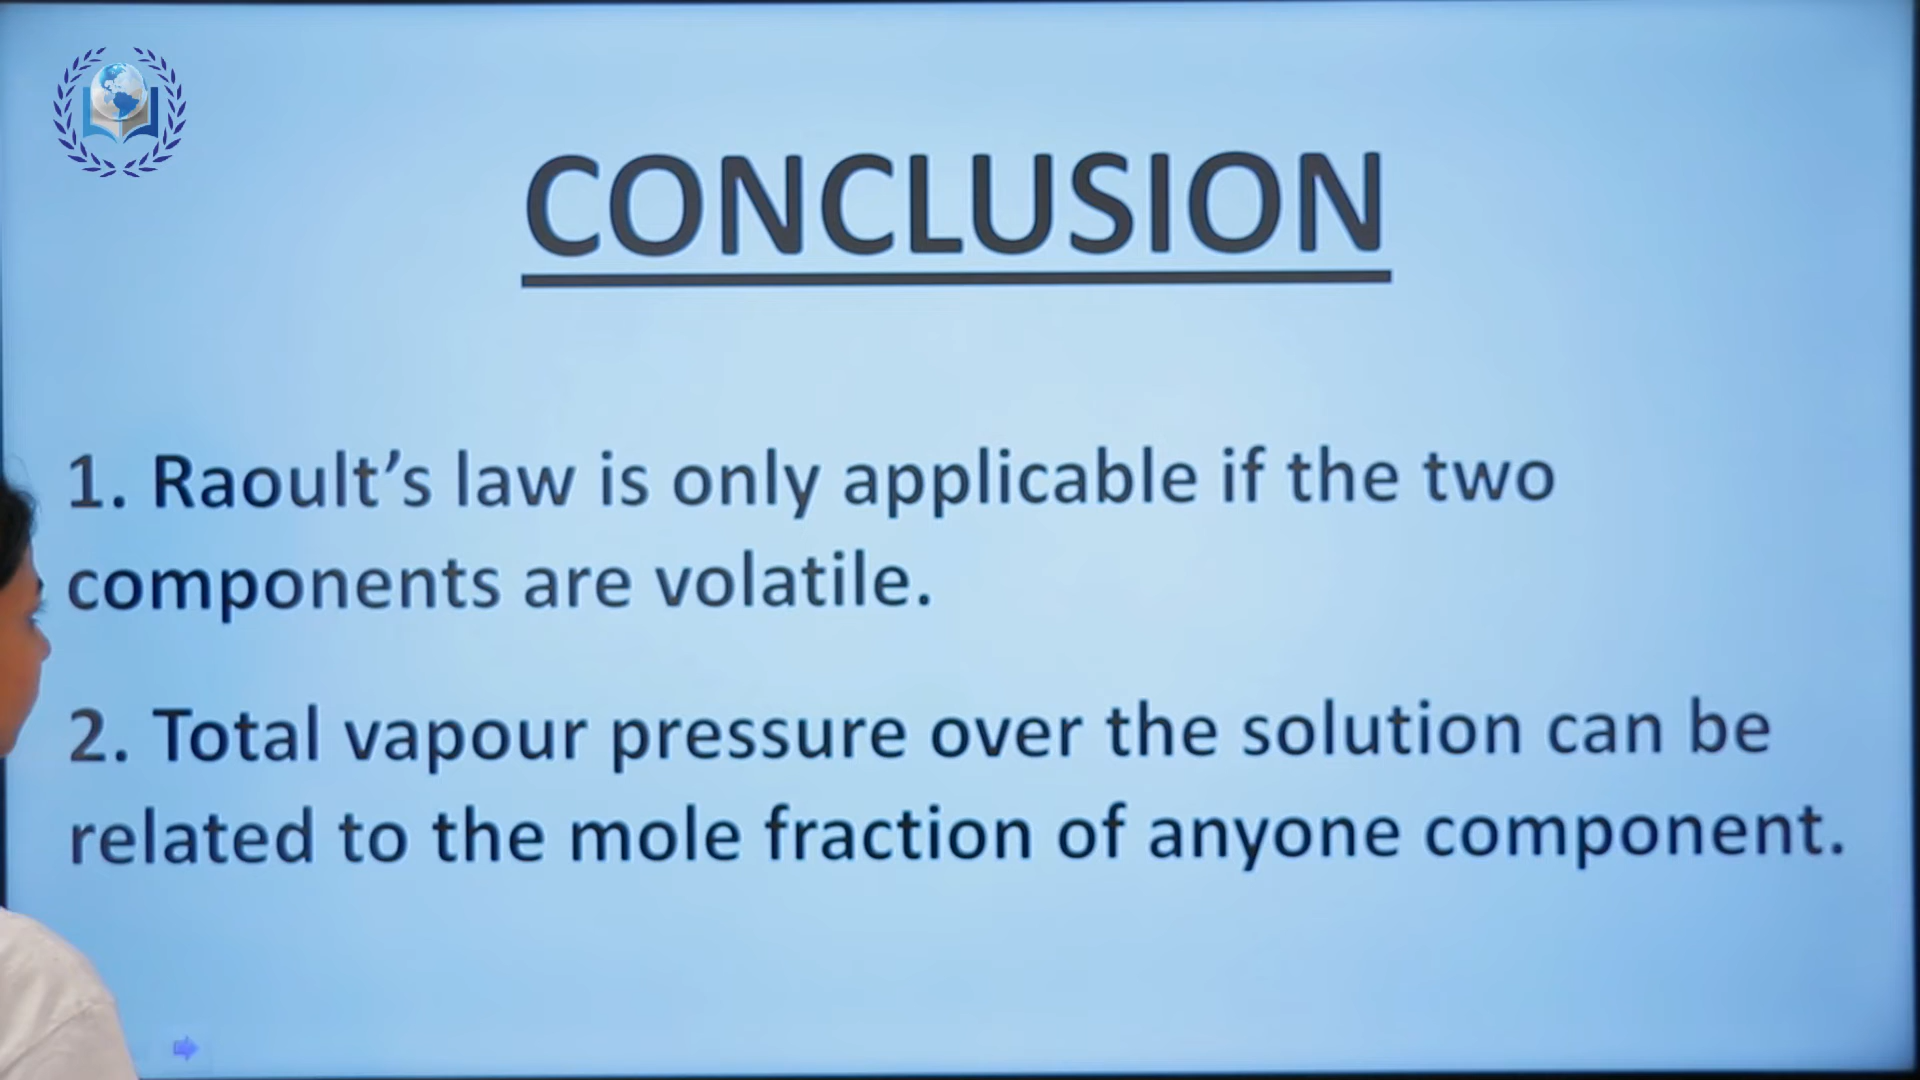 CONCLUSION
1. Raoult’s law is only applicable if the two
components are volatile.
2. Total vapour pressure over the solution can be
related to the mole fraction of anyone component.